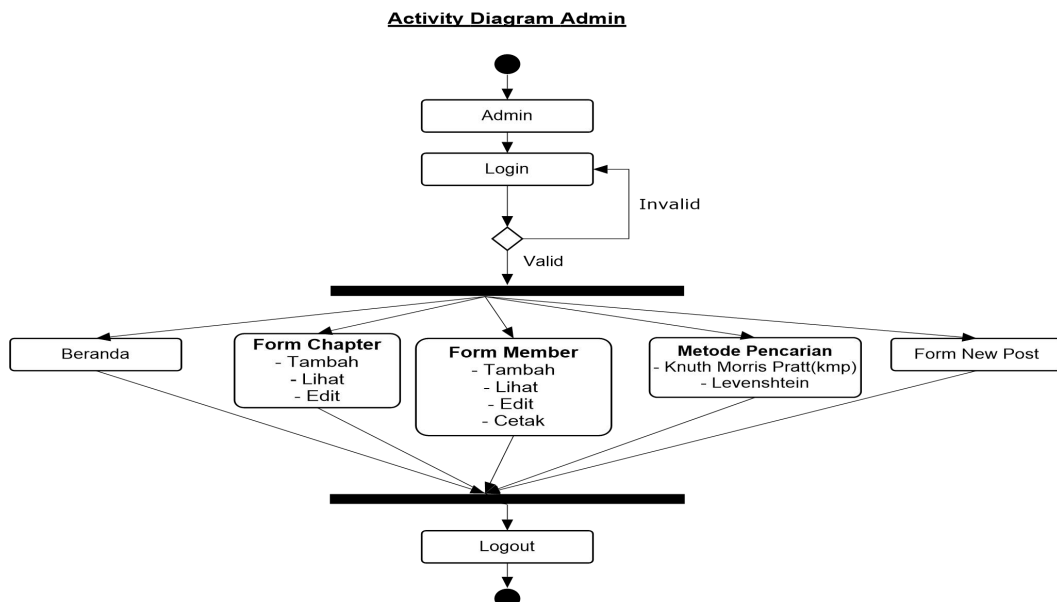 Activity Diagram Admin
Admin
Login
Invalid
Valid
Beranda
Form Chapter
- Tambah
- Lihat
- Edit
Form Member
- Tambah
- Lihat
- Edit
- Cetak
Metode Pencarian
- Knuth Morris Pratt(kmp)
- Levenshtein
Form New Post
Logout